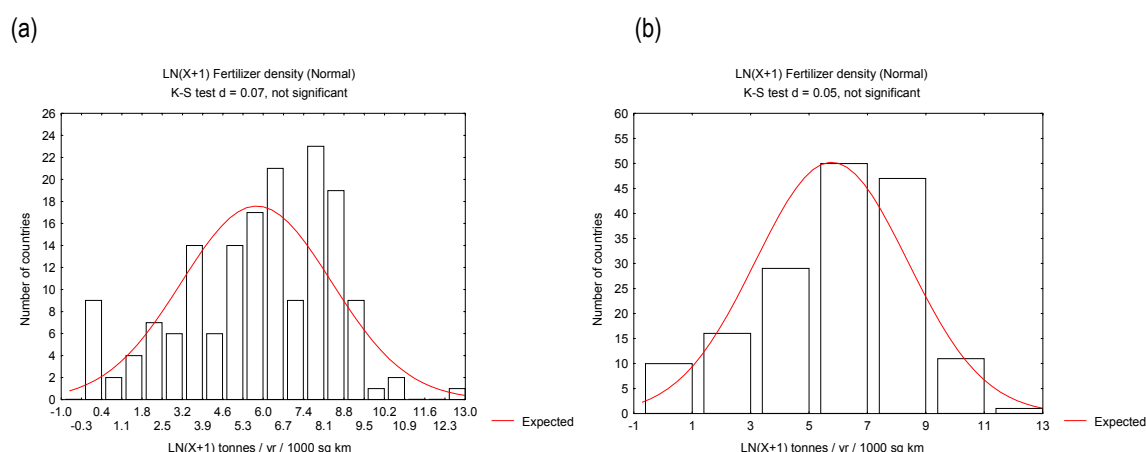 (a)
LN(X+1) Fertilizer density (Normal)
K-S test d = 0.07, not significant
Number of countries
26
24
22
20
18
16
14
12
10
8
6
4
2
0
-1.0 0.4 1.8 3.2 4.6 6.0 7.4 8.8 10.2 11.6 13.0
-0.3 1.1 2.5 3.9 5.3 6.7 8.1 9.5 10.9 12.3
LN(X+1) tonnes / yr / 1000 sq km
Expected
(b)
LN(X+1) Fertilizer density (Normal)
K-S test d = 0.05, not significant
Number of countries
60
55
50
45
40
35
30
25
20
15
10
5
0
-1 1 3 5 7 9 11 13
LN(X+1) tonnes / yr / 1000 sq km
Expected